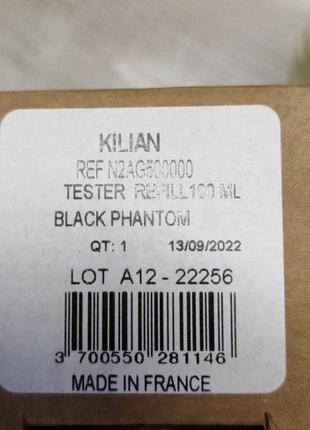 KILIAN
REF N2AG500000
TESTER REFILL 100 ML
BLACK PHANTOM
QT: 1 13/09/2022
LOT A12 - 22256
3 700550 281146
MADE IN FRANCE